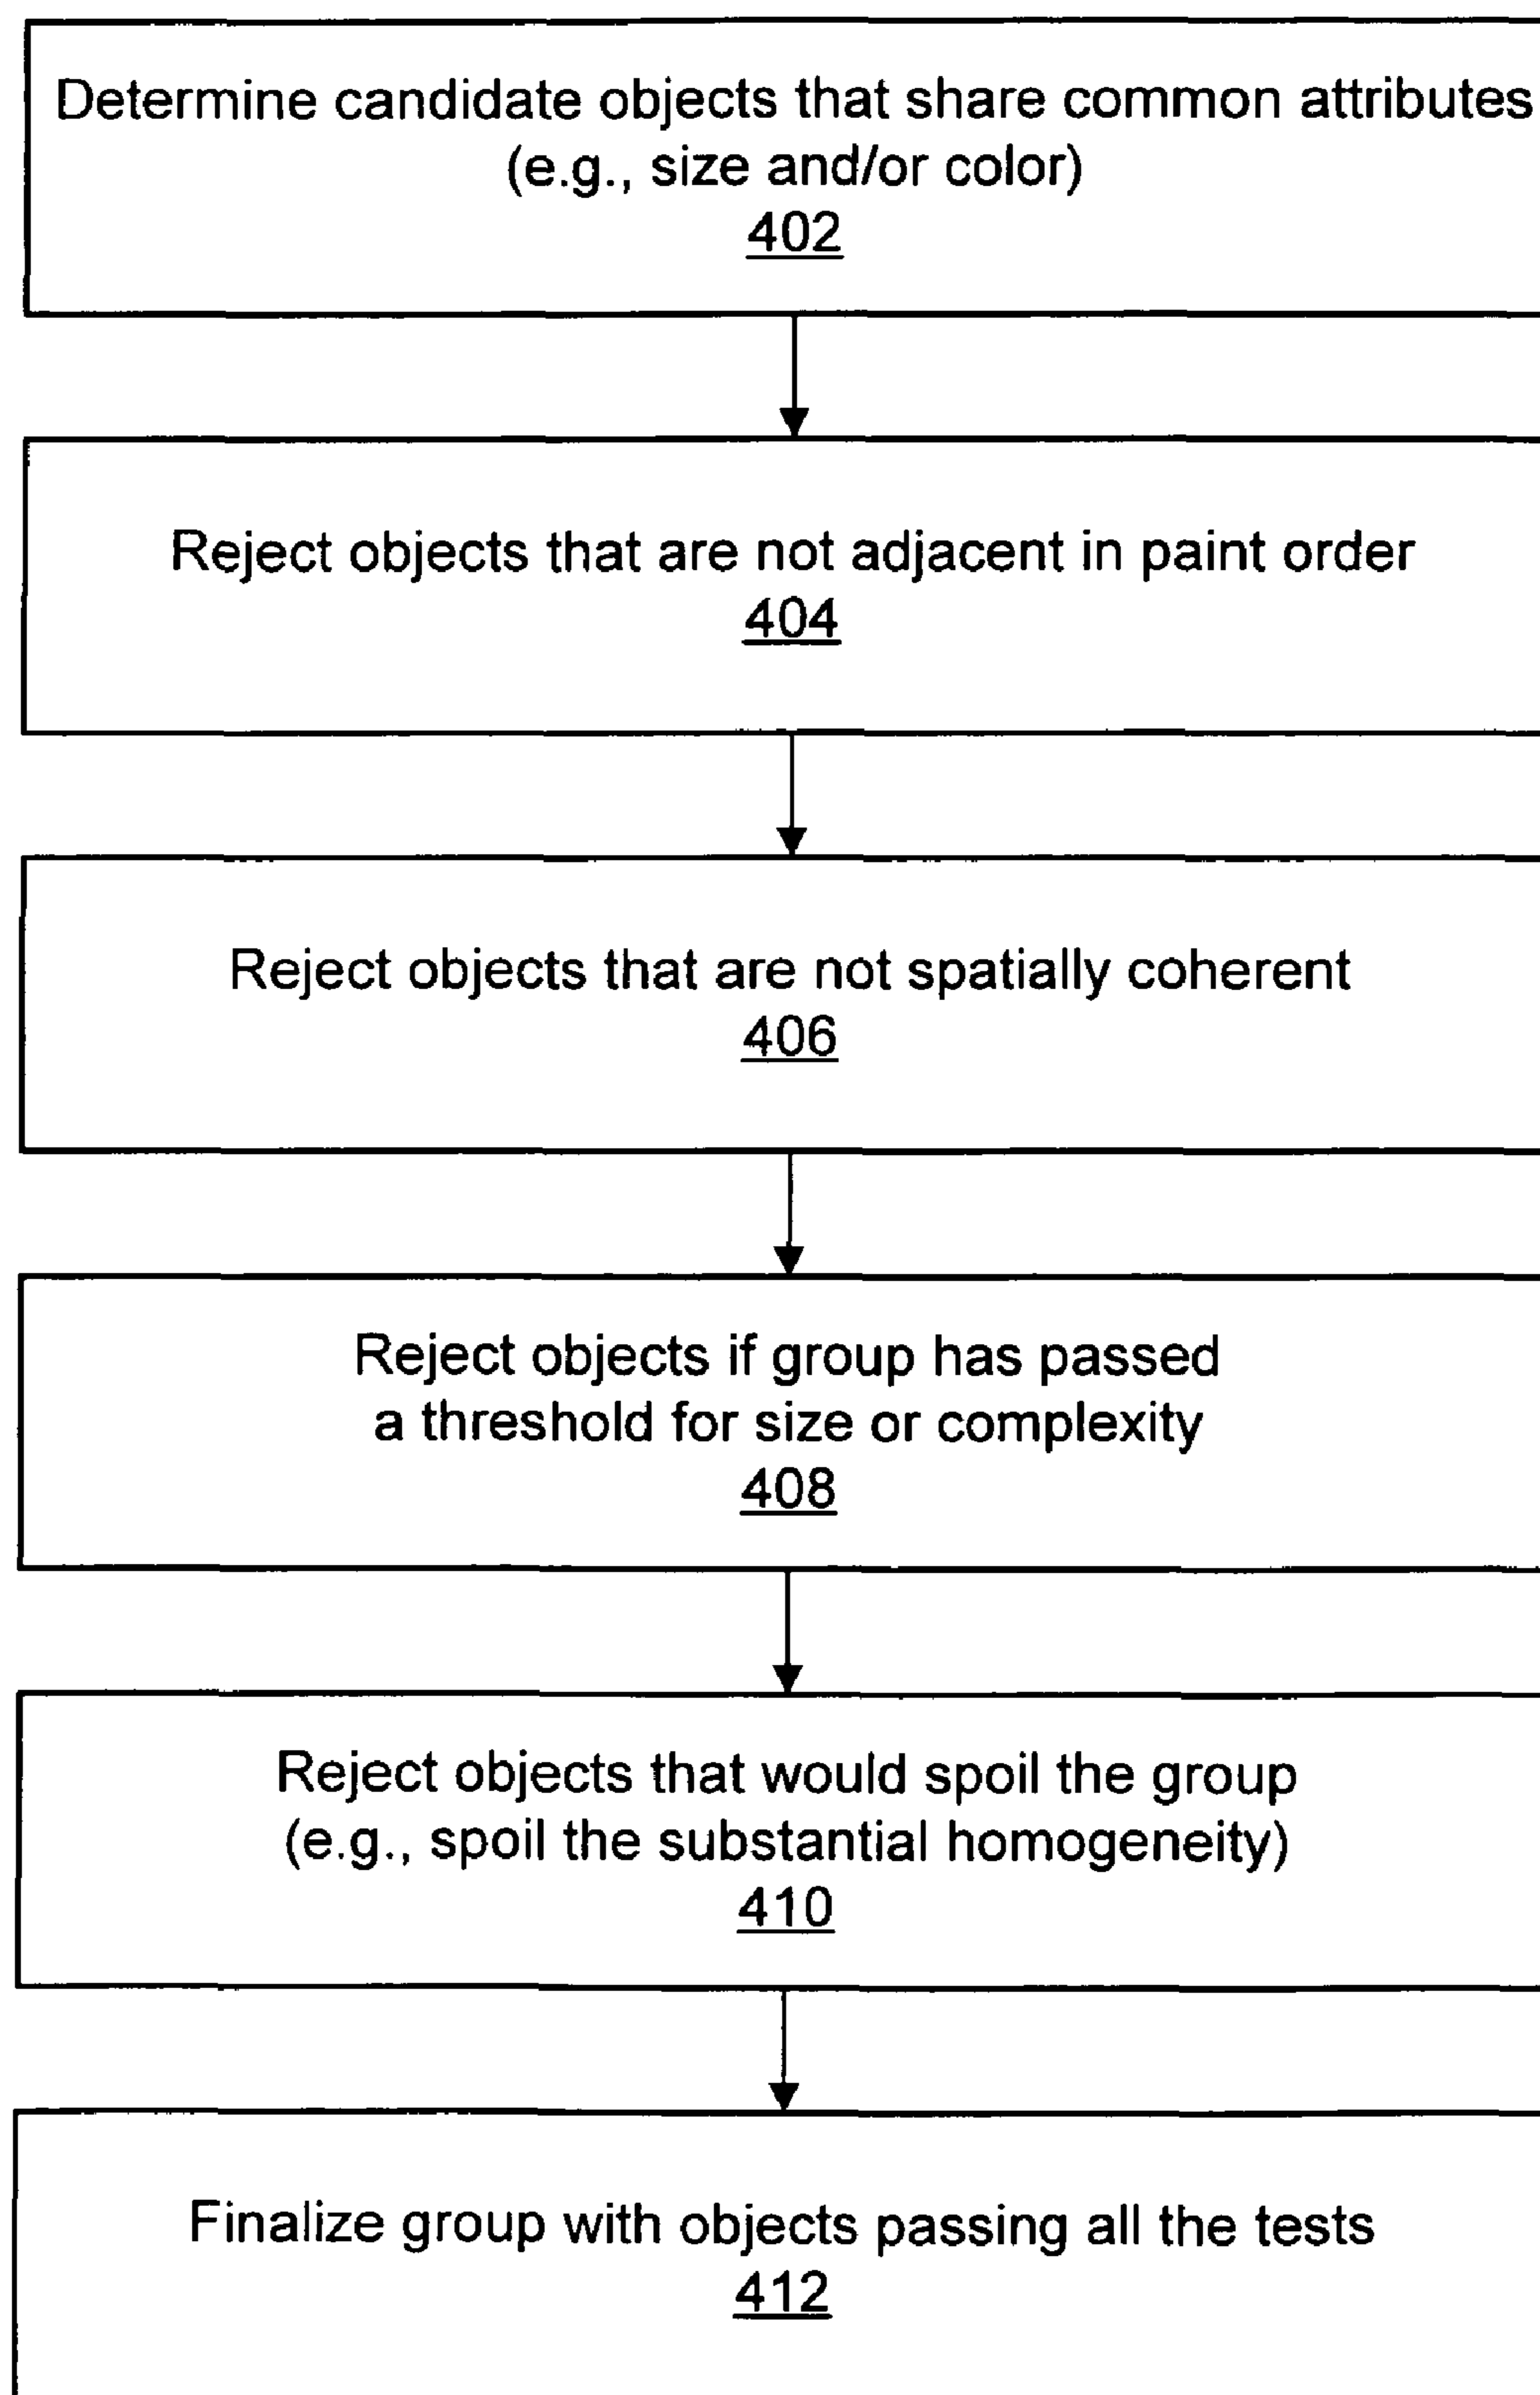 Determine candidate objects that share common attributes
(e.g., size and/or color)
402
Reject objects that are not adjacent in paint order
404
Reject objects that are not spatially coherent
406
Reject objects if group has passed
a threshold for size or complexity
408
Reject objects that would spoil the group
(e.g., spoil the substantial homogeneity)
410
Finalize group with objects passing all the tests
412